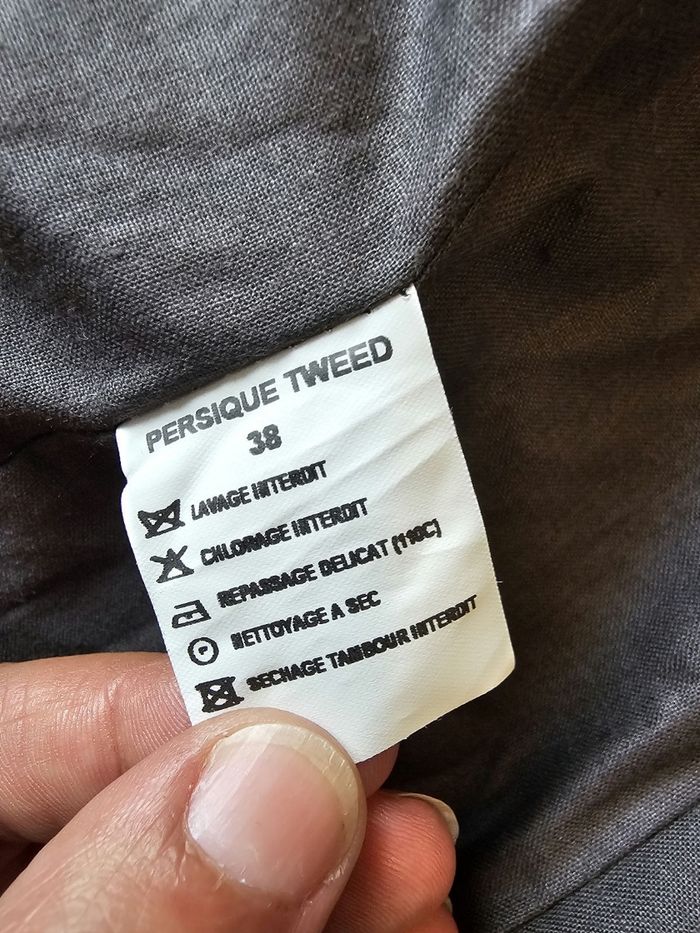 PERSIQUE TWEED
38
LAVAGE INTERDIT
CHLORAGE INTERDIT
REPASSAGE DELICAT (110C)
P NETTOYAGE A SEC
SECHAGE TAMBOUR INTERDIT